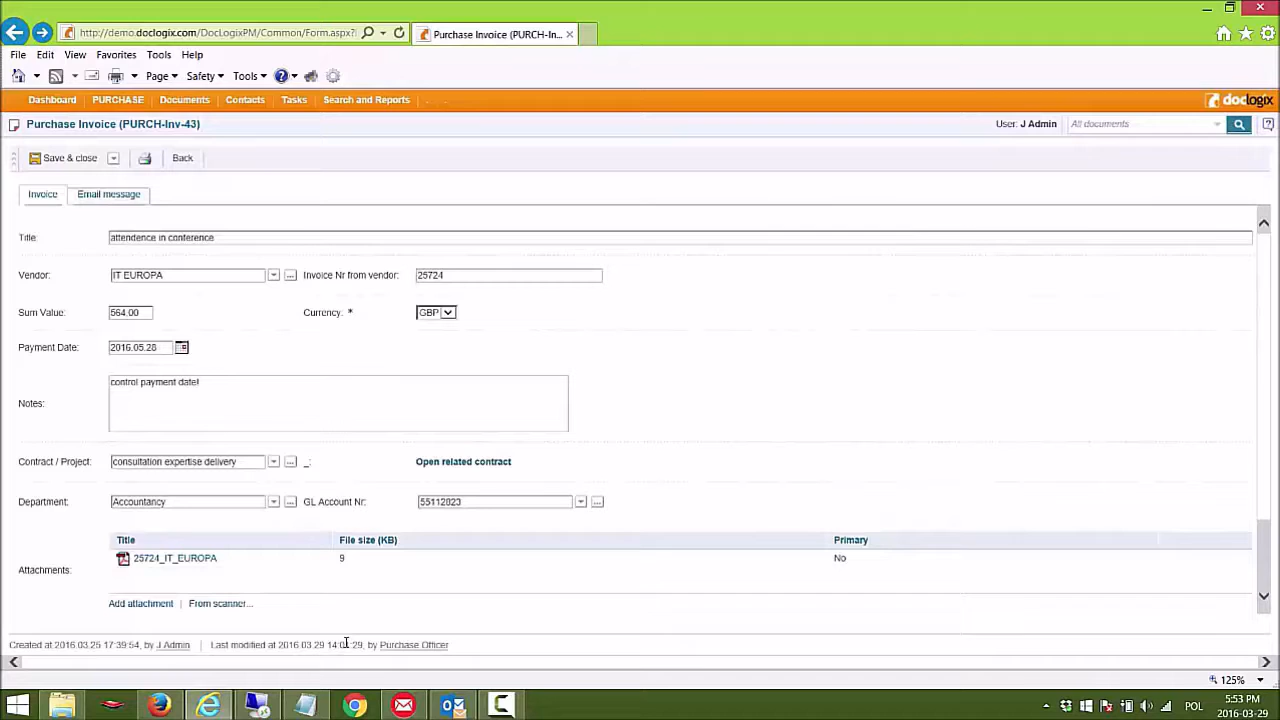 http://demo.doclogix.com/DocLogixPM/Common/Form.aspx?
Purchase Invoice (PURCH-In...
File Edit View Favorites Tools Help
Page Safety Tools
Dashboard PURCHASE Documents Contacts Tasks Search and Reports
doclogix
Purchase Invoice (PURCH-Inv-43) User: J Admin All documents
Save & close Back
Invoice Email message
Title: attendence in conference
Vendor: IT EUROPA ... Invoice Nr from vendor: 25724
Sum Value: 564.00 Currency: * GBP
Payment Date: 2016.05.28
Notes: control payment date!
Contract / Project: consultation expertise delivery ... _: Open related contract
Department: Accountancy ... GL Account Nr: 55112823 ...
Title File size (KB) Primary
25724_IT_EUROPA 9 No
Attachments:
Add attachment | From scanner...
Created at 2016.03.25 17:39:54, by J Admin | Last modified at 2016.03.29 by Purchase Officer
125%
POL 5:53 PM
2016-03-29